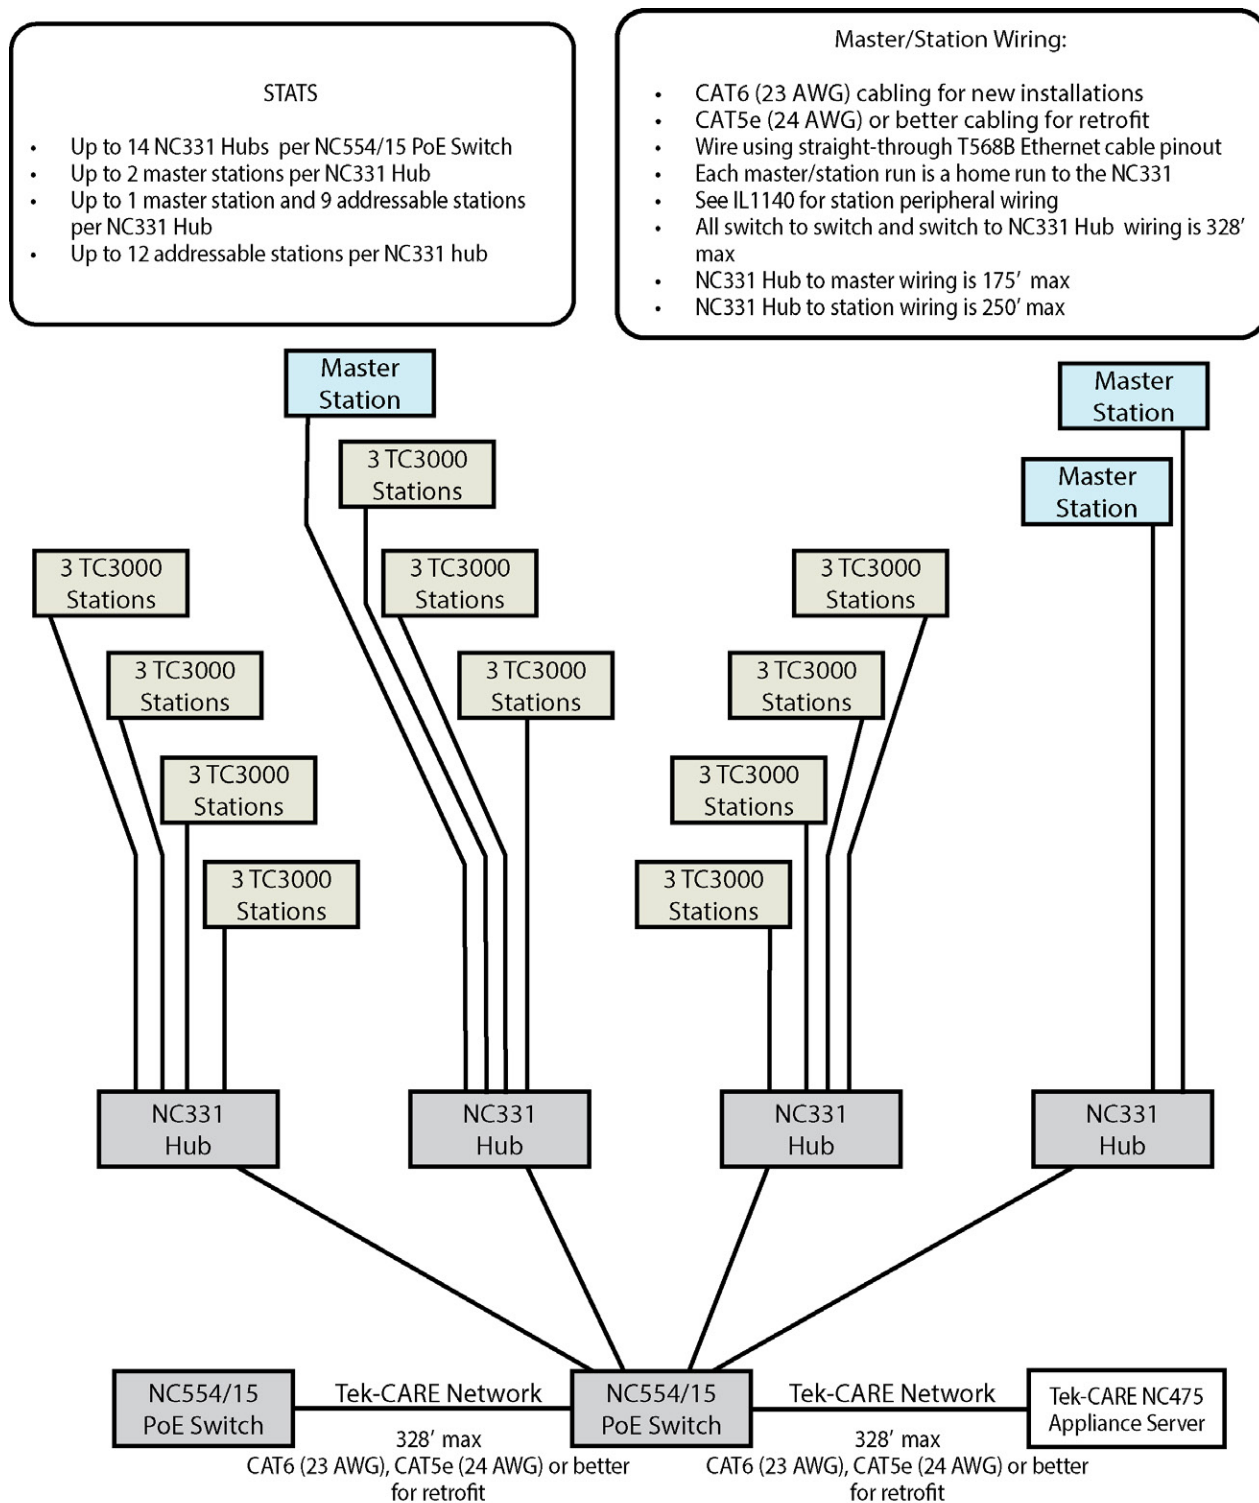 STATS
• Up to 14 NC331 Hubs per NC554/15 PoE Switch
• Up to 2 master stations per NC331 Hub
• Up to 1 master station and 9 addressable stations
per NC331 Hub
• Up to 12 addressable stations per NC331 hub
Master/Station Wiring:
• CAT6 (23 AWG) cabling for new installations
• CAT5e (24 AWG) or better cabling for retrofit
• Wire using straight-through T568B Ethernet cable pinout
• Each master/station run is a home run to the NC331
• See IL1140 for station peripheral wiring
• All switch to switch and switch to NC331 Hub wiring is 328’
max
• NC331 Hub to master wiring is 175’ max
• NC331 Hub to station wiring is 250’ max
Master
Station
Master
Station
3 TC3000
Stations
Master
Station
3 TC3000
Stations
3 TC3000
Stations
3 TC3000
Stations
3 TC3000
Stations
3 TC3000
Stations
3 TC3000
Stations
3 TC3000
Stations
3 TC3000
Stations
3 TC3000
Stations
3 TC3000
Stations
NC331
Hub
NC331
Hub
NC331
Hub
NC331
Hub
NC554/15
PoE Switch
Tek-CARE Network
NC554/15
PoE Switch
Tek-CARE Network
Tek-CARE NC475
Appliance Server
328’ max
CAT6 (23 AWG), CAT5e (24 AWG) or better
for retrofit
328’ max
CAT6 (23 AWG), CAT5e (24 AWG) or better
for retrofit